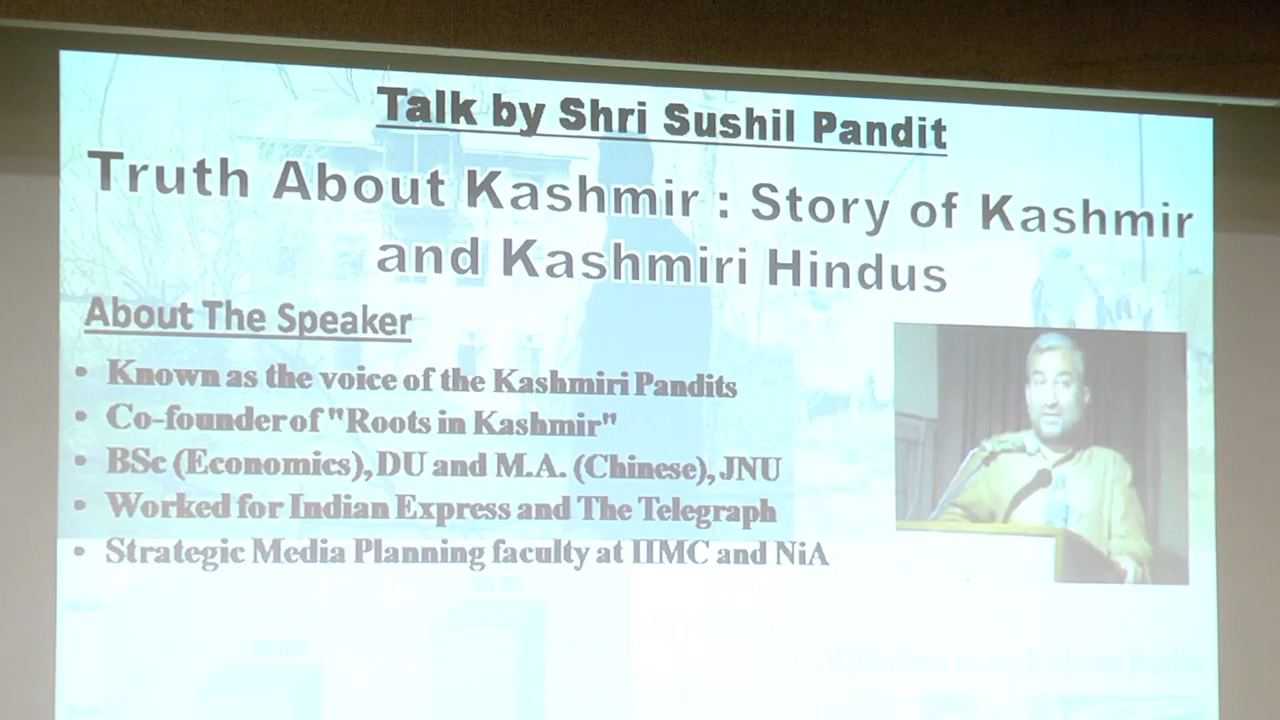 Talk by Shri Sushil Pandit
Truth About Kashmir : Story of Kashmir
and Kashmiri Hindus
About The Speaker
• Known as the voice of the Kashmiri Pandits
• Co-founder of "Roots in Kashmir"
• BSc (Economics), DU and M.A. (Chinese), JNU
• Worked for Indian Express and The Telegraph
• Strategic Media Planning faculty at IIMC and NiA